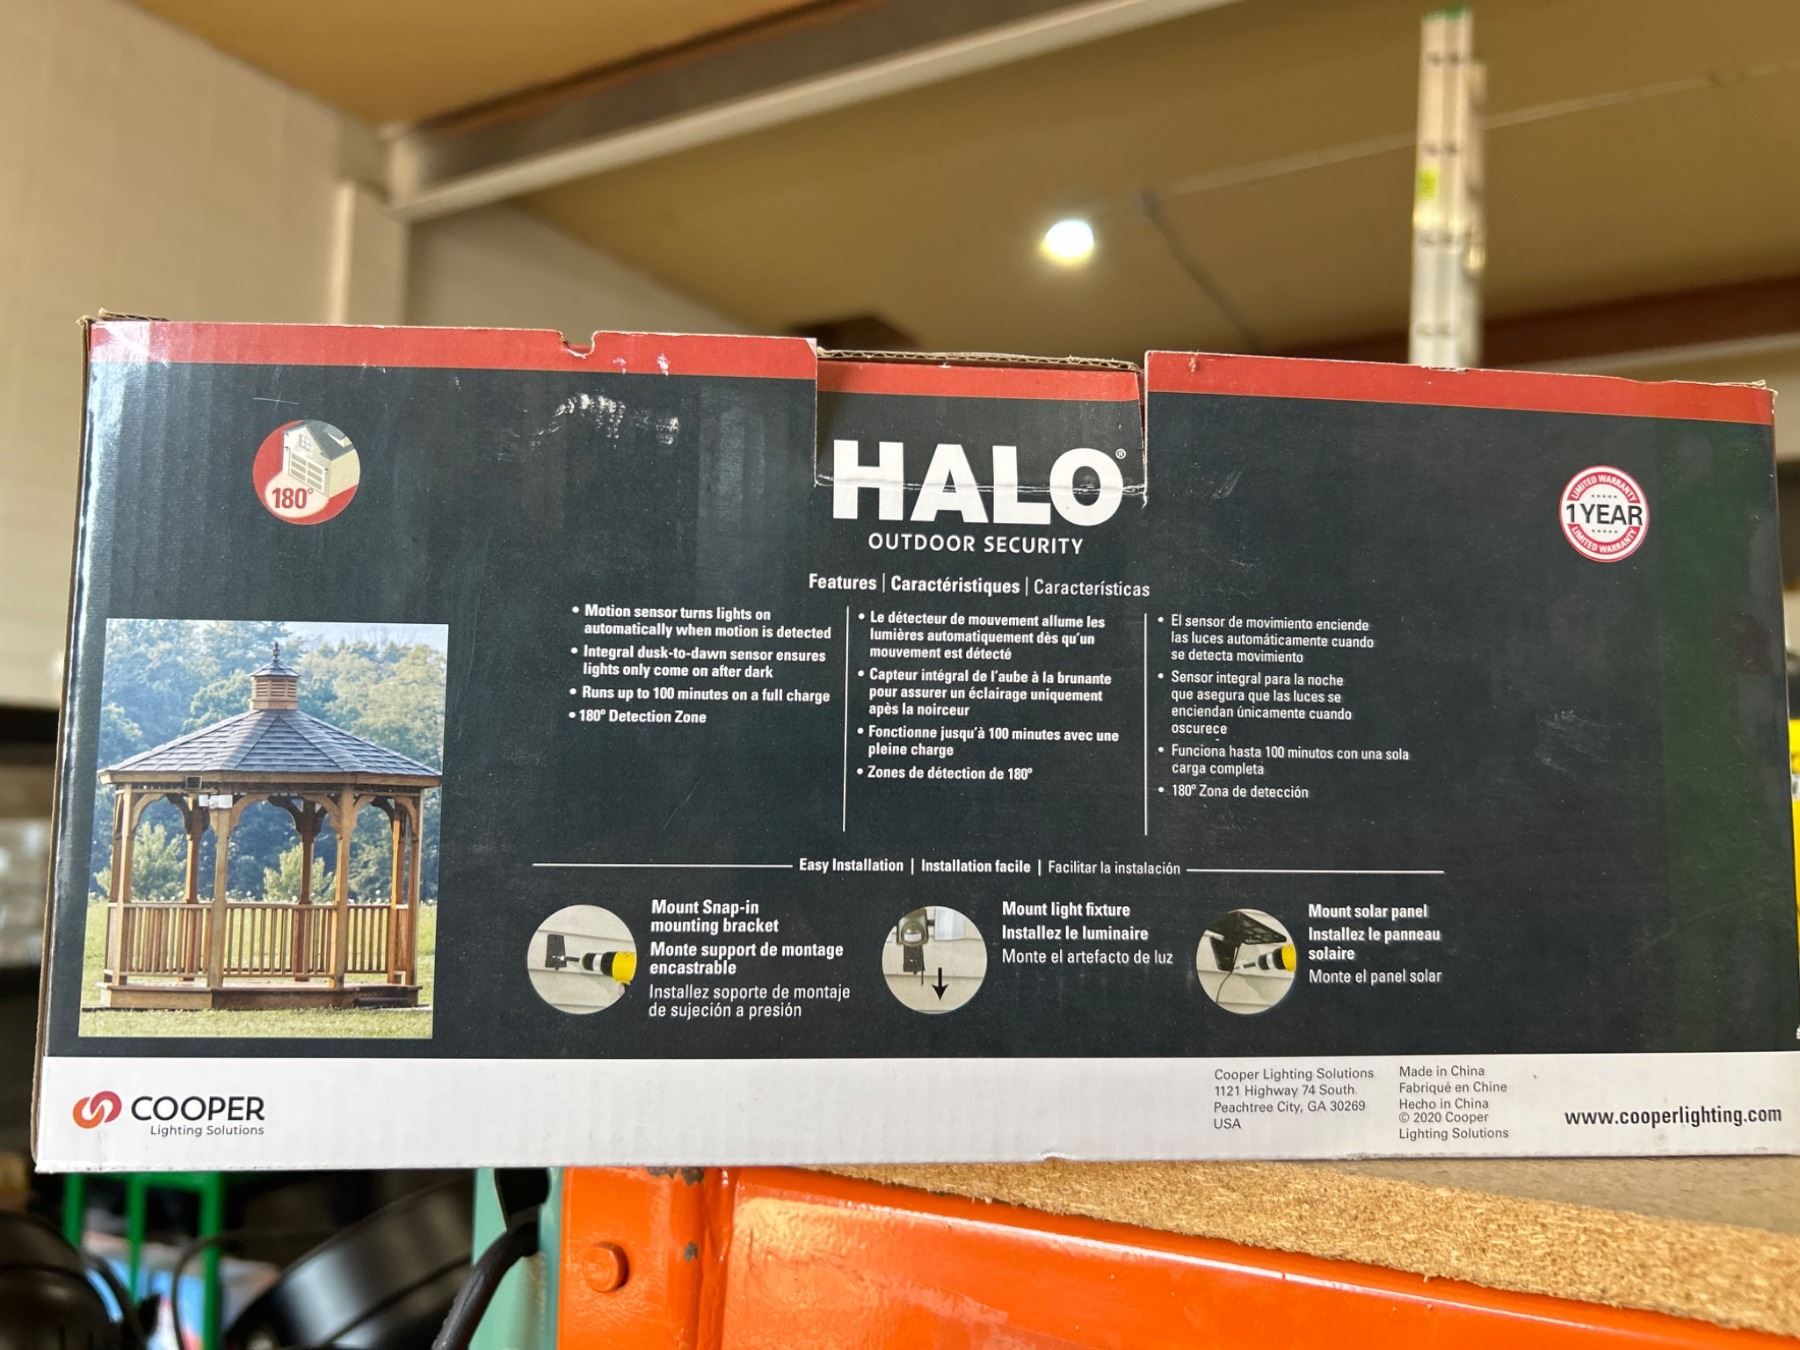 180°
HALO®
OUTDOOR SECURITY
LIMITED WARRANTY
1 YEAR
LIMITED WARRANTY
Features | Caractéristiques | Características
• Motion sensor turns lights on
automatically when motion is detected
• Integral dusk-to-dawn sensor ensures
lights only come on after dark
• Runs up to 100 minutes on a full charge
• 180° Detection Zone
• Le détecteur de mouvement allume les
lumières automatiquement dès qu'un
mouvement est détecté
• Capteur intégral de l'aube à la brunante
pour assurer un éclairage uniquement
apès la noirceur
• Fonctionne jusqu'à 100 minutes avec une
pleine charge
• Zones de détection de 180°
• El sensor de movimiento enciende
las luces automáticamente cuando
se detecta movimiento
• Sensor integral para la noche
que asegura que las luces se
enciendan únicamente cuando
oscurece
• Funciona hasta 100 minutos con una sola
carga completa
• 180° Zona de detección
Easy Installation | Installation facile | Facilitar la instalación
Mount Snap-in
mounting bracket
Monte support de montage
encastrable
Installez soporte de montaje
de sujeción a presión
Mount light fixture
Installez le luminaire
Monte el artefacto de luz
Mount solar panel
Installez le panneau
solaire
Monte el panel solar
COOPER
Lighting Solutions
Cooper Lighting Solutions
1121 Highway 74 South
Peachtree City, GA 30269
USA
Made in China
Fabriqué en Chine
Hecho in China
© 2020 Cooper
Lighting Solutions
www.cooperlighting.com